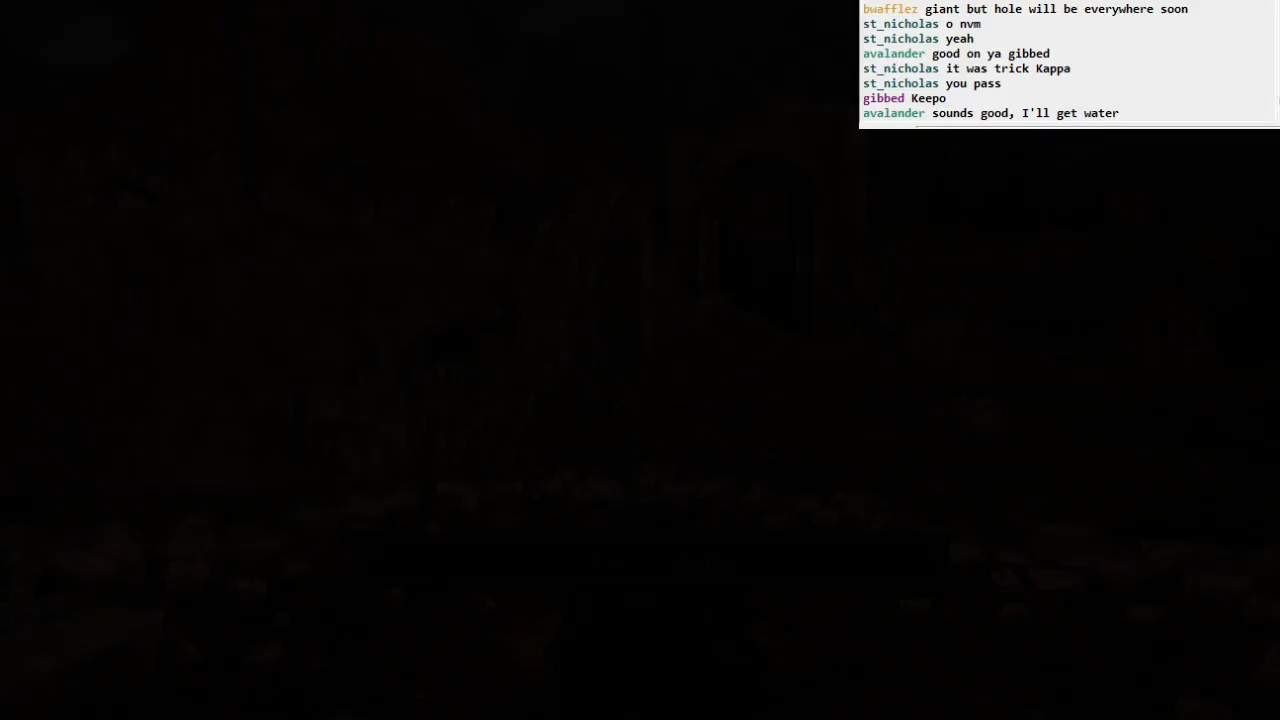 bwafflez giant but hole will be everywhere soon
st_nicholas o nvm
st_nicholas yeah
avalander good on ya gibbed
st_nicholas it was trick Kappa
st_nicholas you pass
gibbed Keepo
avalander sounds good, I'll get water